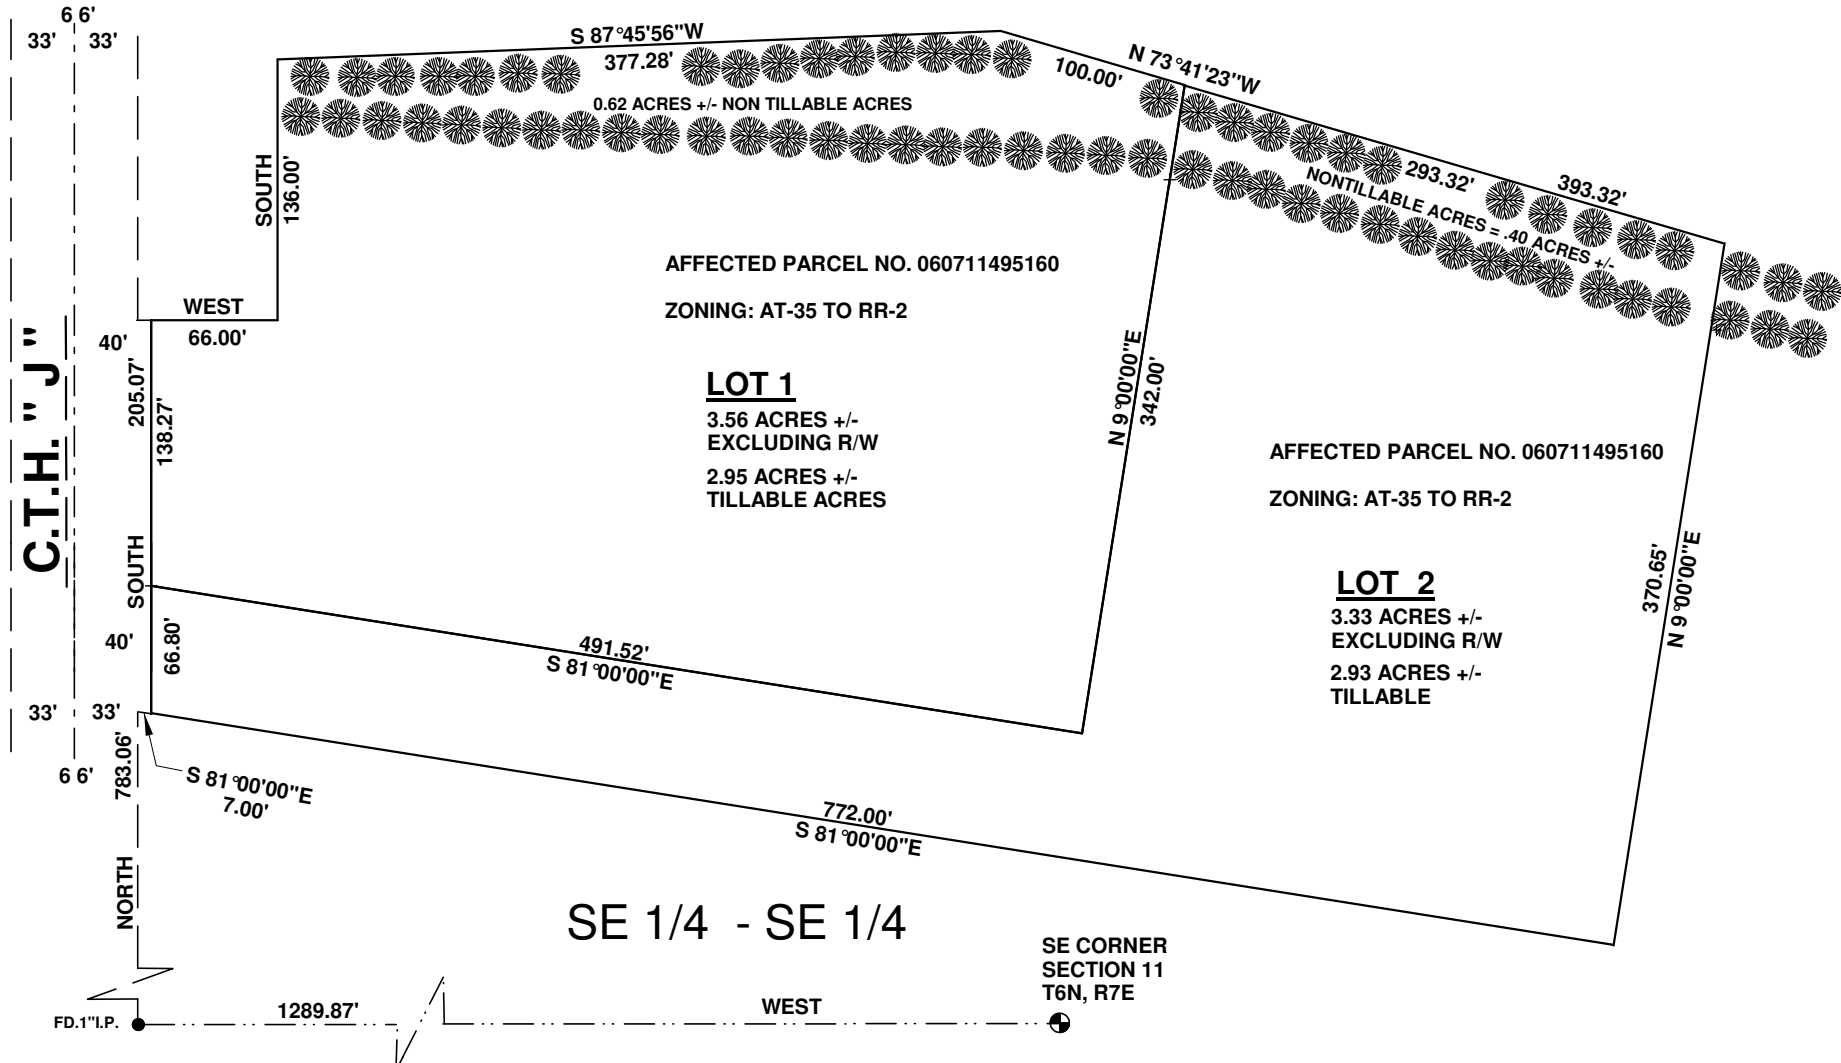 6 6'
33'
33'
S 87°45'56"W
377.28'
N 73°41'23"W
100.00'
0.62 ACRES +/- NON TILLABLE ACRES
SOUTH
136.00'
293.32'
393.32'
NONTILLABLE ACRES = .40 ACRES +/-
AFFECTED PARCEL NO. 060711495160
ZONING: AT-35 TO RR-2
WEST
66.00'
40'
C.T.H. "J"
205.07'
138.27'
SOUTH
LOT 1
3.56 ACRES +/-
EXCLUDING R/W
2.95 ACRES +/-
TILLABLE ACRES
N 9°00'00"E
342.00'
AFFECTED PARCEL NO. 060711495160
ZONING: AT-35 TO RR-2
LOT 2
3.33 ACRES +/-
EXCLUDING R/W
2.93 ACRES +/-
TILLABLE
370.65'
N 9°00'00"E
40'
66.80'
491.52'
S 81°00'00"E
33'
33'
6 6'
783.06'
S 81°00'00"E
7.00'
772.00'
S 81°00'00"E
NORTH
SE 1/4 - SE 1/4
SE CORNER
SECTION 11
T6N, R7E
FD.1"I.P.
1289.87'
WEST